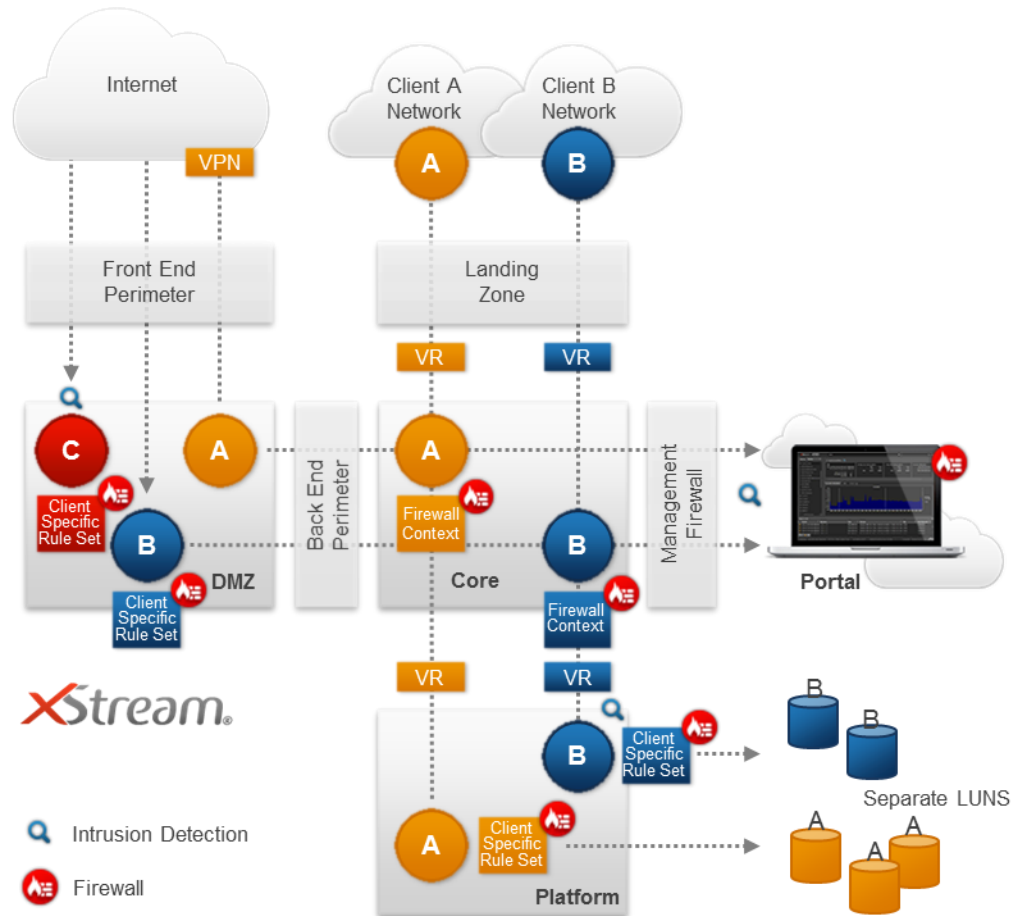 Internet
VPN
Client A
Network
A
Client B
Network
B
Front End
Perimeter
Landing
Zone
VR
VR
C
Client
Specific
Rule Set
A
B
Client
Specific
Rule Set
DMZ
Back End
Perimeter
A
Firewall
Context
B
Firewall
Context
Core
Management
Firewall
Portal
VR
VR
XStream®
B
Client
Specific
Rule Set
A
Client
Specific
Rule Set
Platform
B
B
Separate LUNS
A
A
A
Intrusion Detection
Firewall